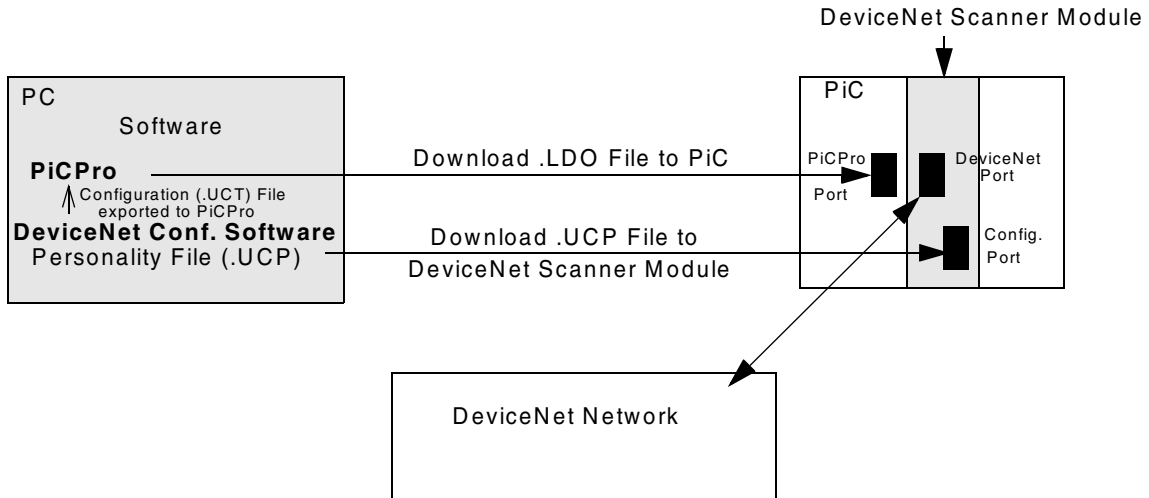 DeviceNet Scanner Module
PC
Software
PiCPro
Configuration (.UCT) File
exported to PiCPro
DeviceNet Conf. Software
Personality File (.UCP)
Download .LDO File to PiC
Download .UCP File to
DeviceNet Scanner Module
PiC
PiCPro
Port
DeviceNet
Port
Config.
Port
DeviceNet Network